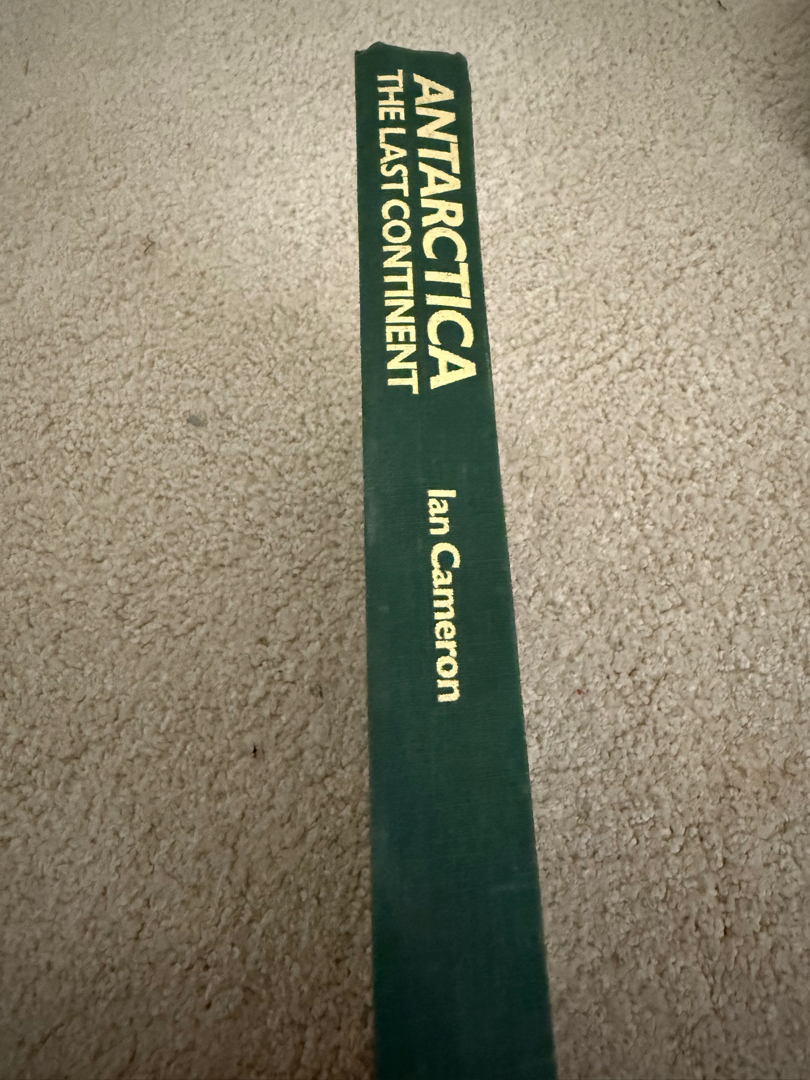 ANTARCTICA
THE LAST CONTINENT
Ian Cameron